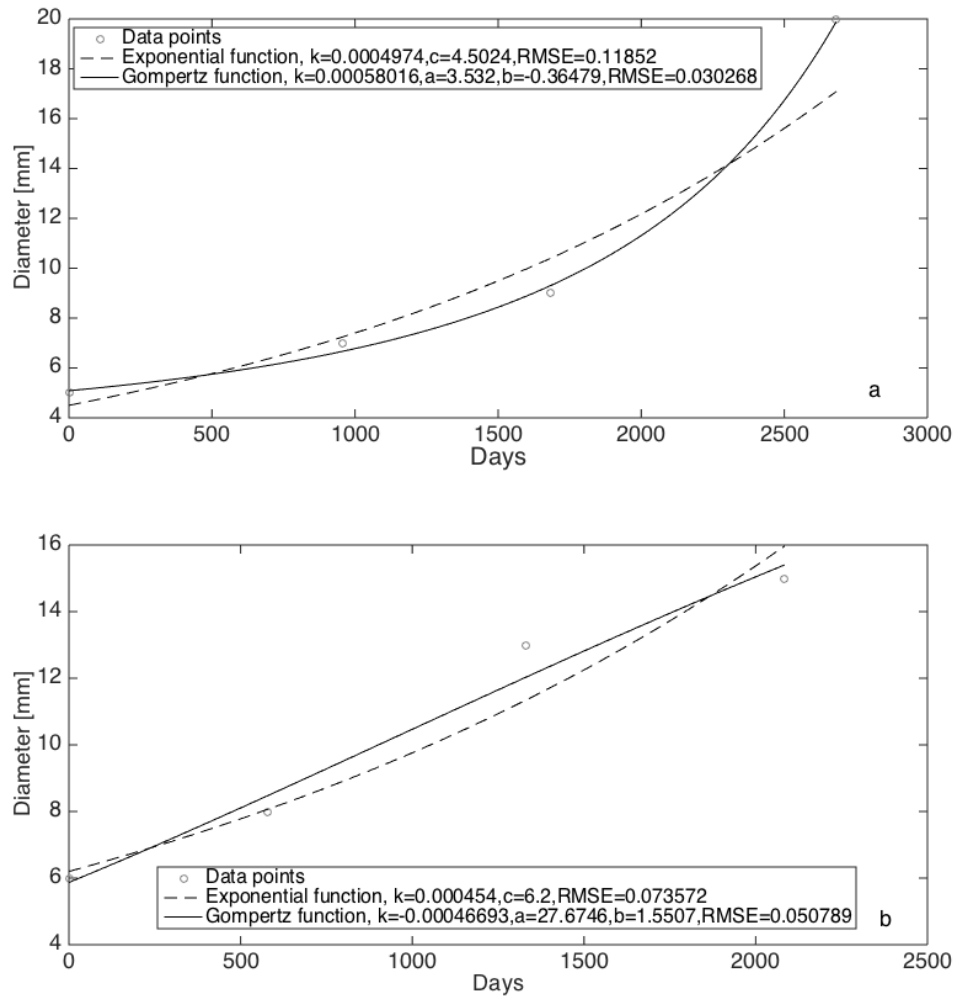 20
18
16
14
12
10
8
6
4
Diameter [mm]
Data points
Exponential function, k=0.0004974,c=4.5024,RMSE=0.11852
Gompertz function, k=0.00058016,a=3.532,b=-0.36479,RMSE=0.030268
a
0 500 1000 1500 2000 2500 3000
Days
16
14
12
10
8
6
4
Diameter [mm]
Data points
Exponential function, k=0.000454,c=6.2,RMSE=0.073572
Gompertz function, k=-0.00046693,a=27.6746,b=1.5507,RMSE=0.050789
b
0 500 1000 1500 2000 2500
Days